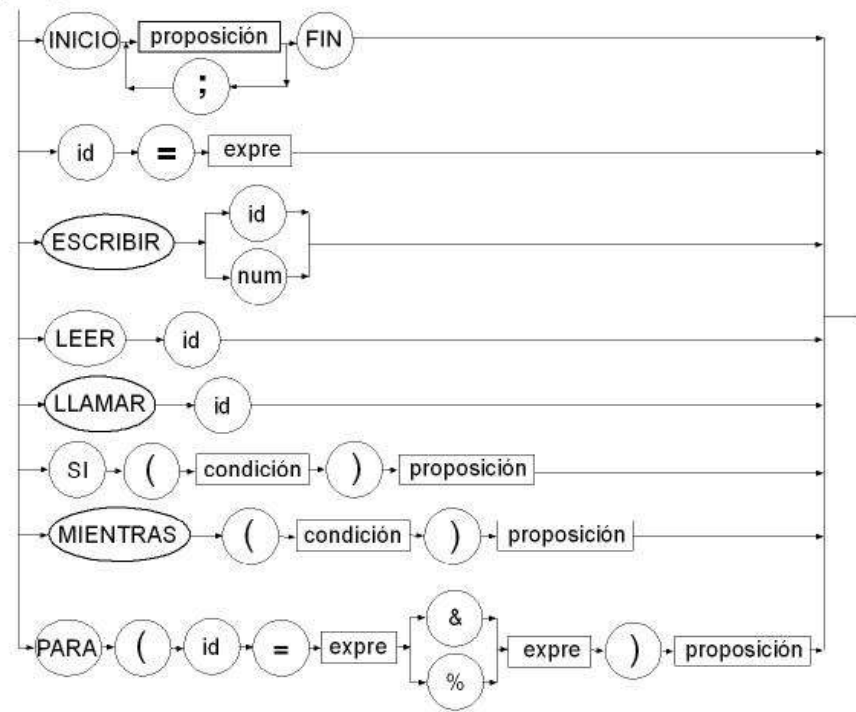 INICIO proposición FIN
;
id = expre
id
ESCRIBIR
num
LEER id
LLAMAR id
SI ( condición ) proposición
MIENTRAS ( condición ) proposición
&
PARA ( id = expre expre ) proposición
%